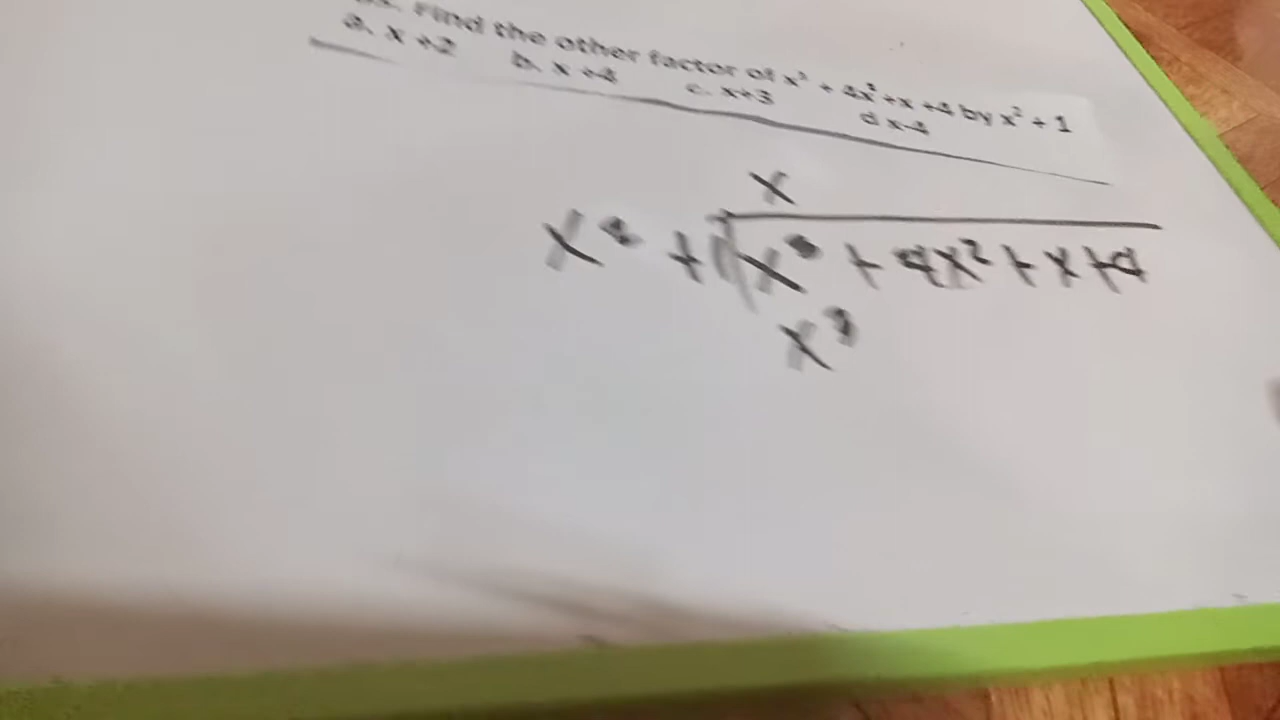 Find the other factor of x³ + 4x²+x +4 by x² + 1
a. x +2 b. x +4 c. x+3 d x-4
x
x² + 1 x³ + 4x² + x + 4
x³